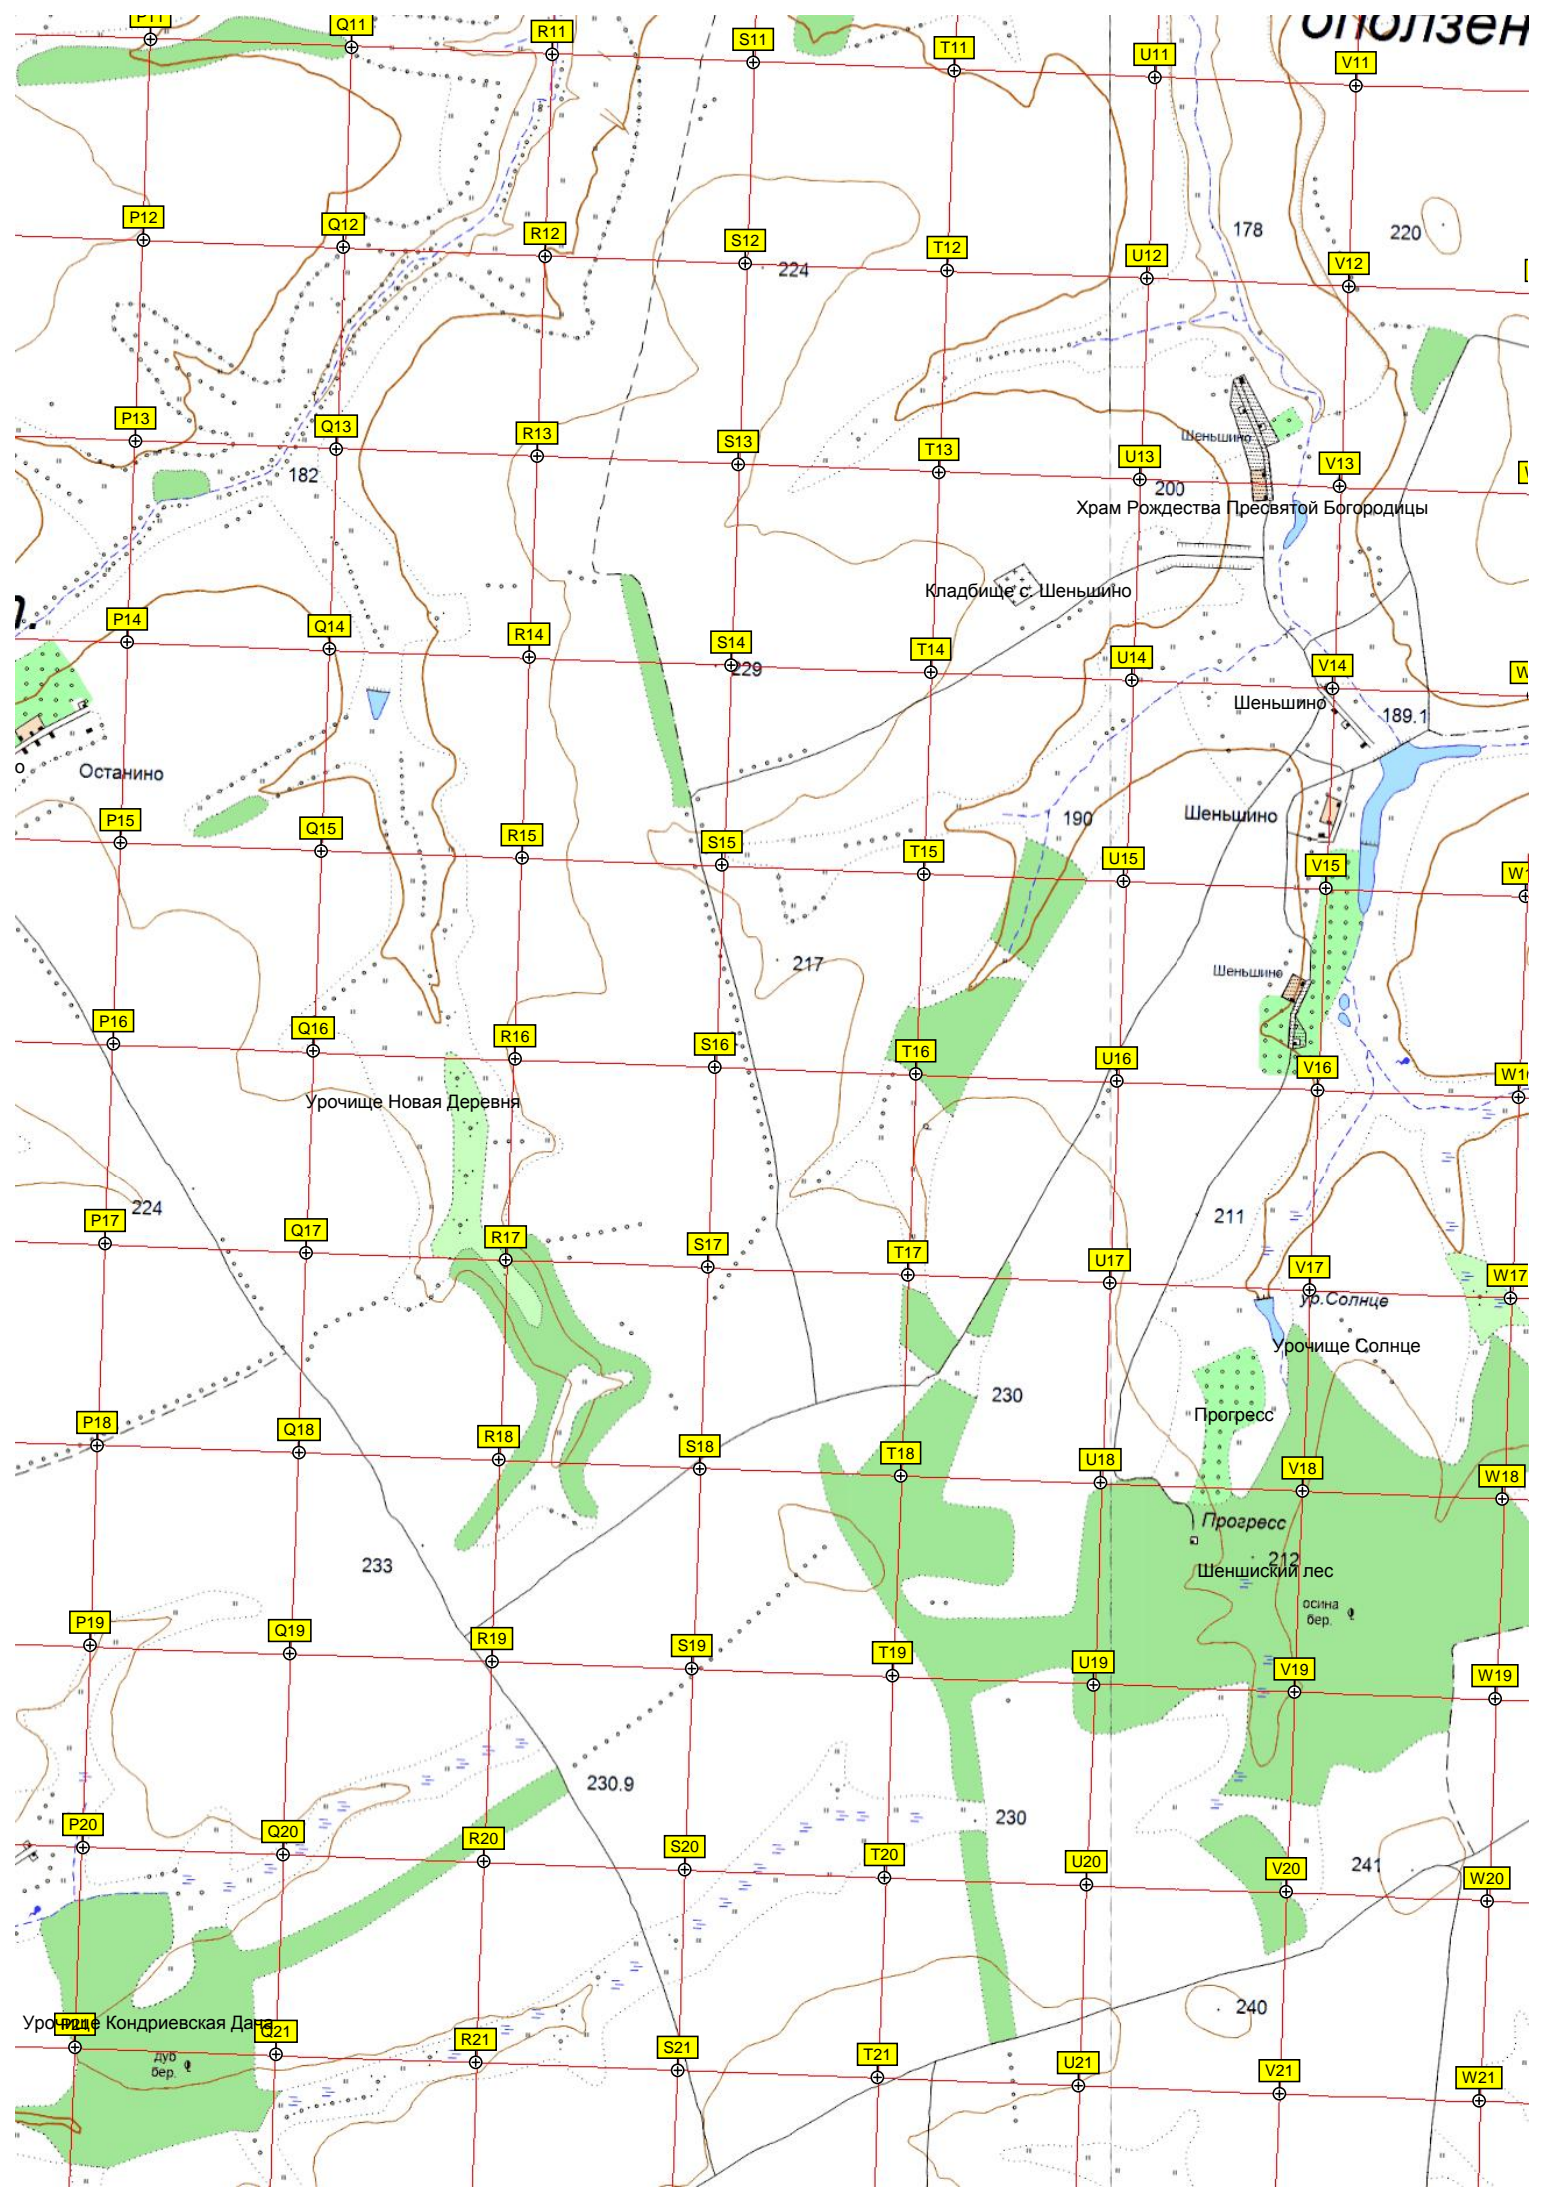 P11
Q11
R11
S11
T11
U11
V11
оползен
P12
Q12
R12
S12
T12
U12
V12
178
220
224
P13
Q13
R13
S13
T13
U13
V13
Шеньшино
182
200
Храм Рождества Пресвятой Богородицы
Кладбище с. Шеньшино
P14
Q14
R14
S14
T14
U14
V14
229
Шеньшино
189.1
Останино
о
P15
Q15
R15
S15
T15
U15
V15
190
Шеньшино
217
Шеньшино
P16
Q16
R16
S16
T16
U16
V16
W16
Урочище Новая Деревня
224
211
P17
Q17
R17
S17
T17
U17
V17
W17
ур.Солнце
Урочище Солнце
230
Прогресс
P18
Q18
R18
S18
T18
U18
V18
W18
Прогресс
233
212
Шеншиский лес
осина
бер.
P19
Q19
R19
S19
T19
U19
V19
W19
230.9
230
P20
Q20
R20
S20
T20
U20
V20
W20
241
240
Урочище Кондриевская Дача
P21
Q21
R21
S21
T21
U21
V21
W21
дуб
бер.